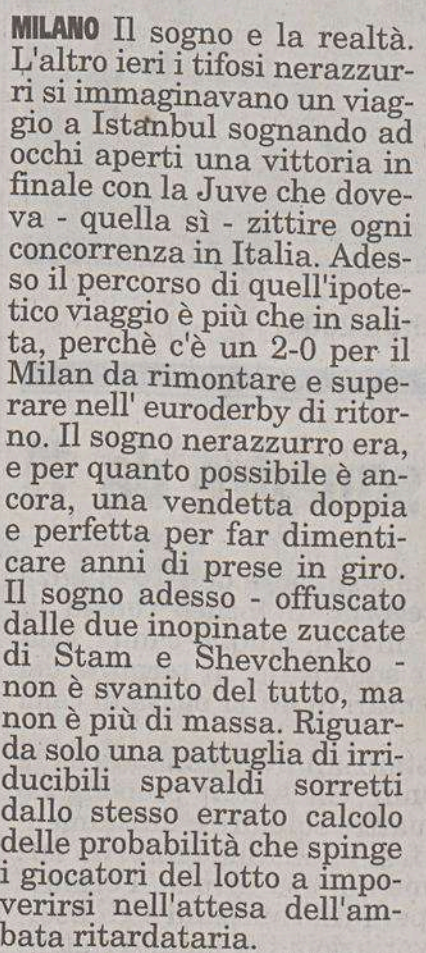 MILANO Il sogno e la realtà.
L'altro ieri i tifosi nerazzur-
ri si immaginavano un viag-
gio a Istanbul sognando ad
occhi aperti una vittoria in
finale con la Juve che dove-
va - quella sì - zittire ogni
concorrenza in Italia. Ades-
so il percorso di quell'ipote-
tico viaggio è più che in sali-
ta, perchè c'è un 2-0 per il
Milan da rimontare e supe-
rare nell' euroderby di ritor-
no. Il sogno nerazzurro era,
e per quanto possibile è an-
cora, una vendetta doppia
e perfetta per far dimenti-
care anni di prese in giro.
Il sogno adesso - offuscato
dalle due inopinate zuccate
di Stam e Shevchenko -
non è svanito del tutto, ma
non è più di massa. Riguar-
da solo una pattuglia di irri-
ducibili spavaldi sorretti
dallo stesso errato calcolo
delle probabilità che spinge
i giocatori del lotto a impo-
verirsi nell'attesa dell'am-
bata ritardataria.